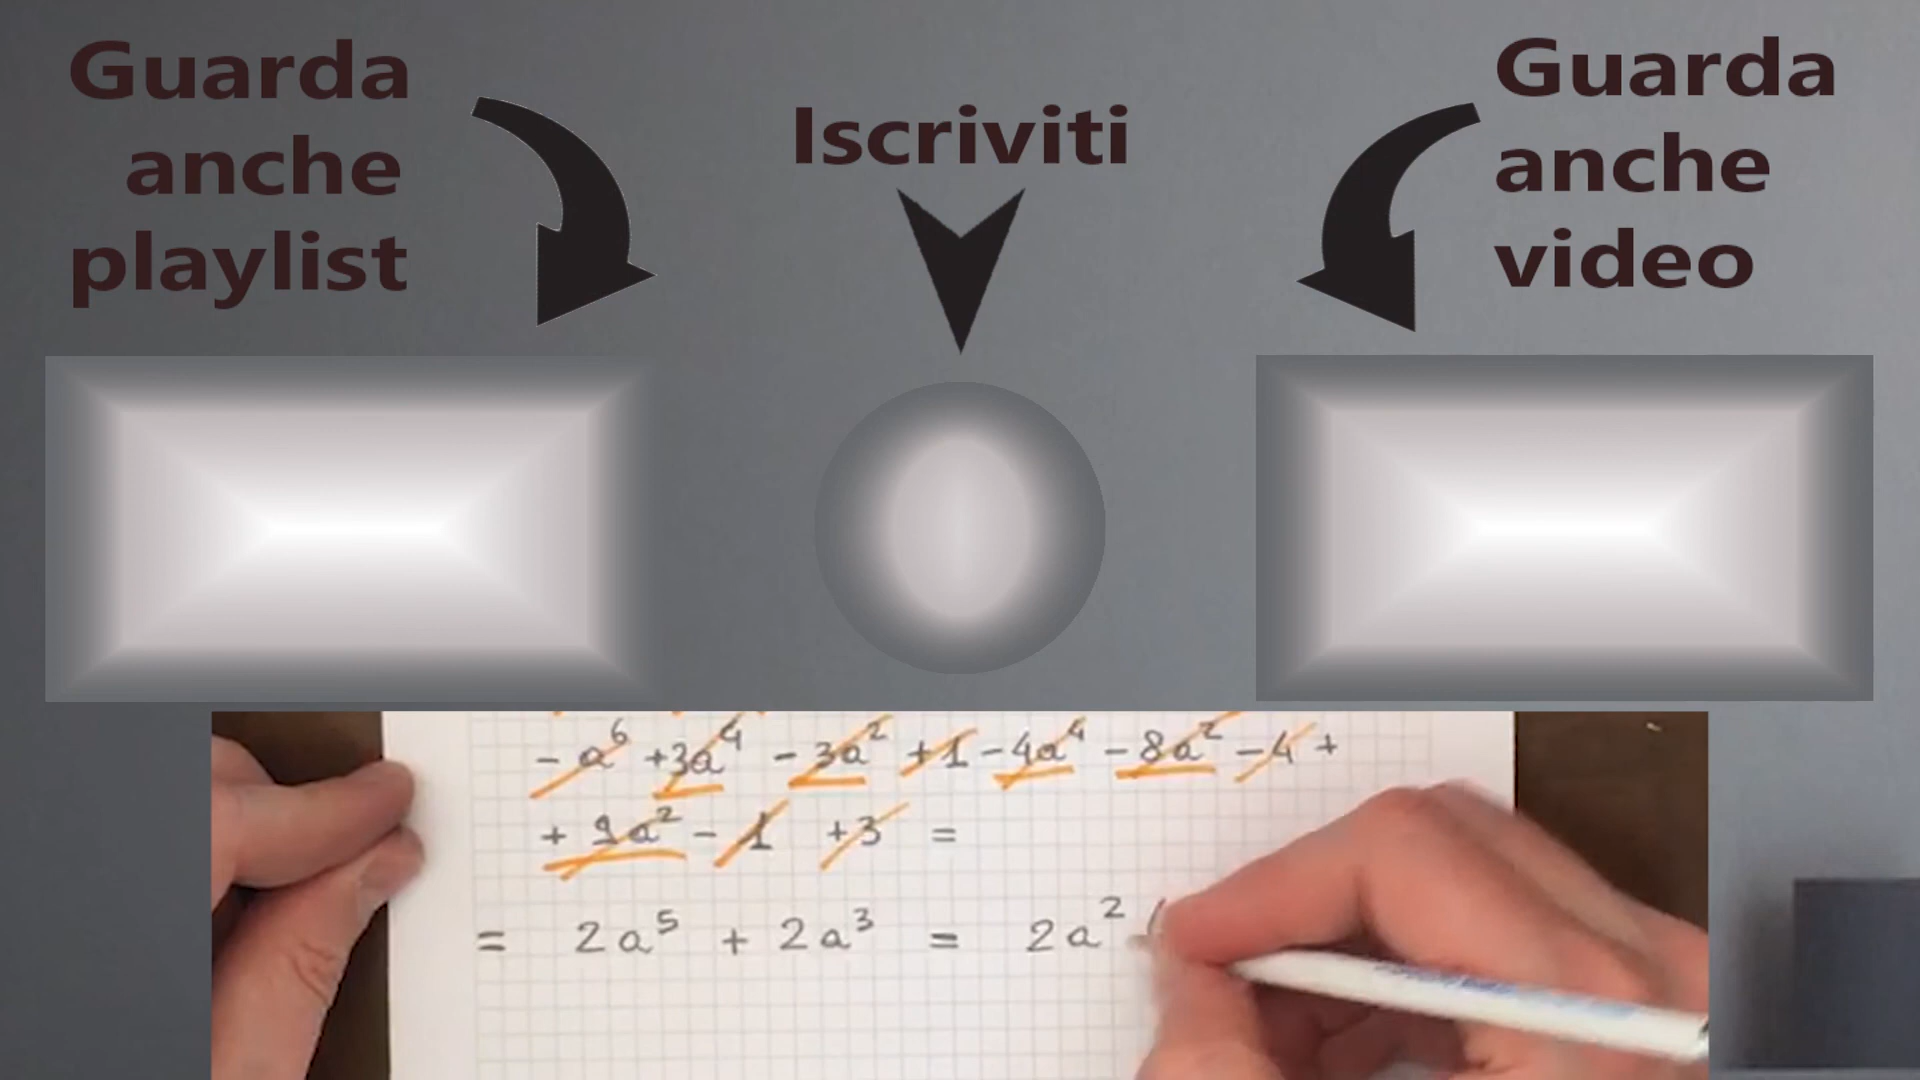 Guarda
anche
playlist
Iscriviti
Guarda
anche
video
- a⁶ +3a⁴ - 3a² +1 - 4a⁴ - 8a² - 4 +
+ 9a² - 1 +3 =
= 2a⁵ + 2a³ = 2a² (